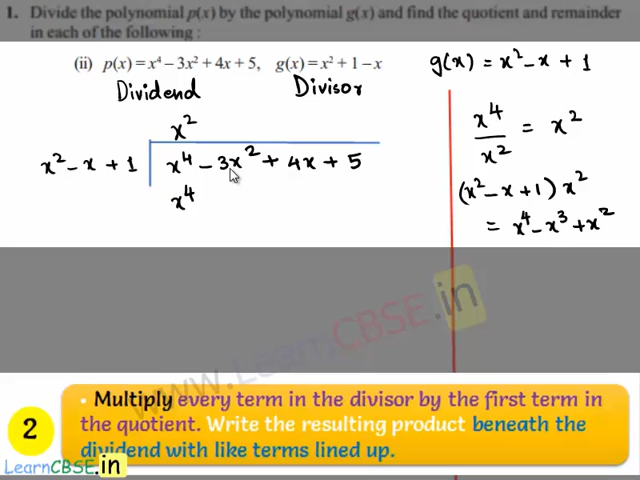 1. Divide the polynomial p(x) by the polynomial g(x) and find the quotient and remainder
in each of the following :
(ii) p(x) = x⁴ – 3x² + 4x + 5, g(x) = x² + 1 – x
g(x) = x² - x + 1
Dividend
Divisor
x²
x² - x + 1
x⁴ - 3x² + 4x + 5
x⁴
x⁴/x² = x²
(x² - x + 1) x²
= x⁴ - x³ + x²
www.LearnCBSE.in
2
• Multiply every term in the divisor by the first term in
the quotient. Write the resulting product beneath the
dividend with like terms lined up.
LearnCBSE.in